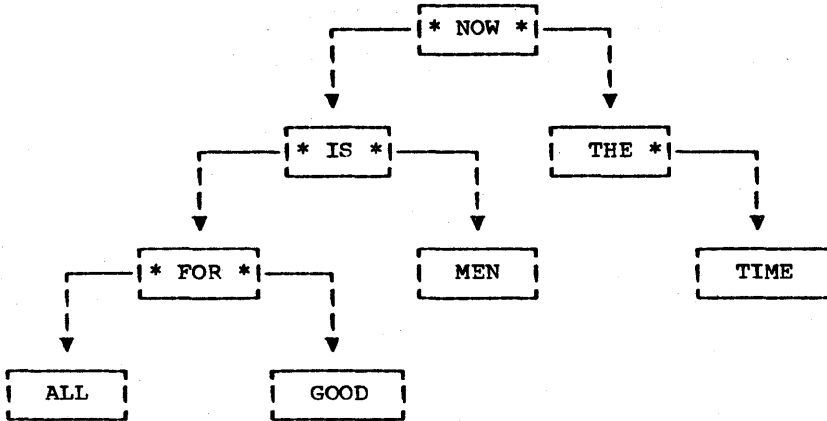 * NOW *
* IS *
THE *
* FOR *
MEN
TIME
ALL
GOOD